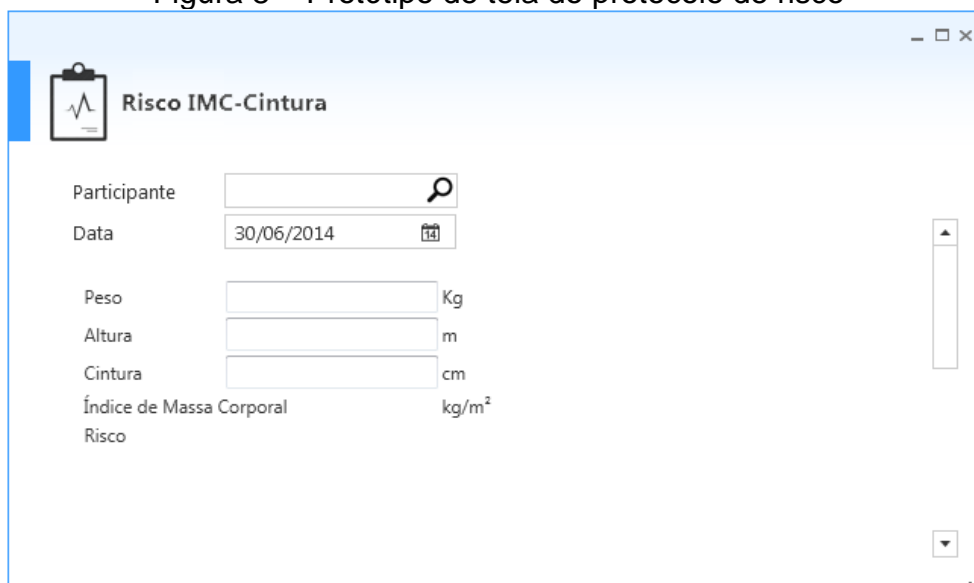 Risco IMC-Cintura
Participante
Data 30/06/2014 14
Peso Kg
Altura m
Cintura cm
Índice de Massa Corporal kg/m²
Risco